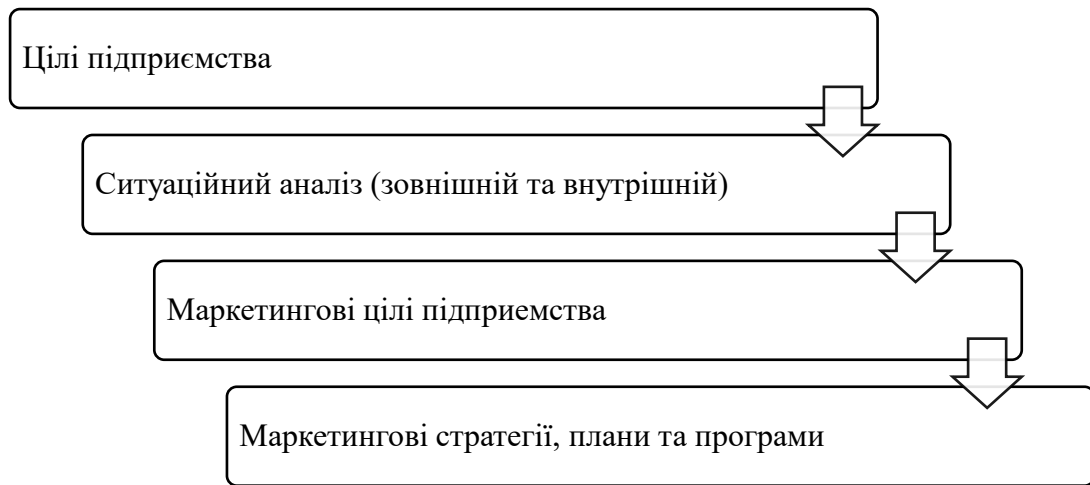 Цілі підприємства
Ситуаційний аналіз (зовнішній та внутрішній)
Маркетингові цілі підприемства
Маркетингові стратегії, плани та програми